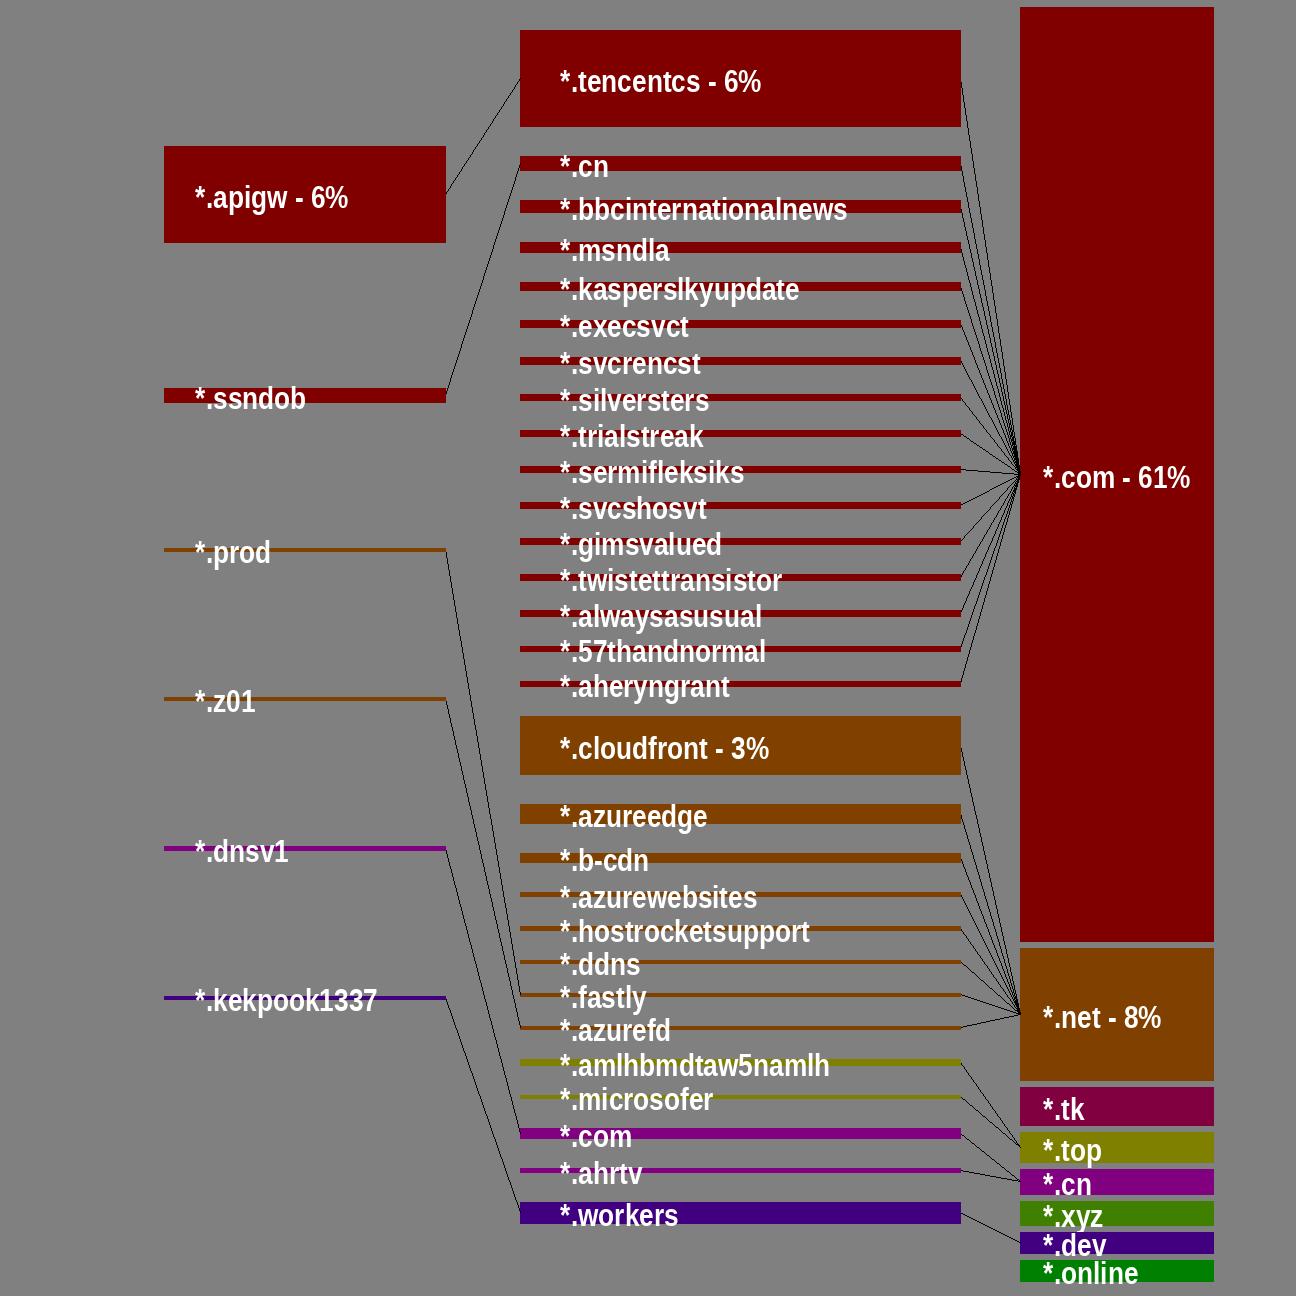 *.apigw - 6%
*.ssndob
*.prod
*.z01
*.dnsv1
*.kekpook1337
*.tencentcs - 6%
*.cn
*.bbcinternationalnews
*.msndla
*.kasperslkyupdate
*.execsvct
*.svcrencst
*.silversters
*.trialstreak
*.sermifleksiks
*.svcshosvt
*.gimsvalued
*.twistettransistor
*.alwaysasusual
*.57thandnormal
*.aheryngrant
*.cloudfront - 3%
*.azureedge
*.b-cdn
*.azurewebsites
*.hostrocketsupport
*.ddns
*.fastly
*.azurefd
*.amlhbmdtaw5namlh
*.microsofer
*.com
*.ahrtv
*.workers
*.com - 61%
*.net - 8%
*.tk
*.top
*.cn
*.xyz
*.dev
*.online